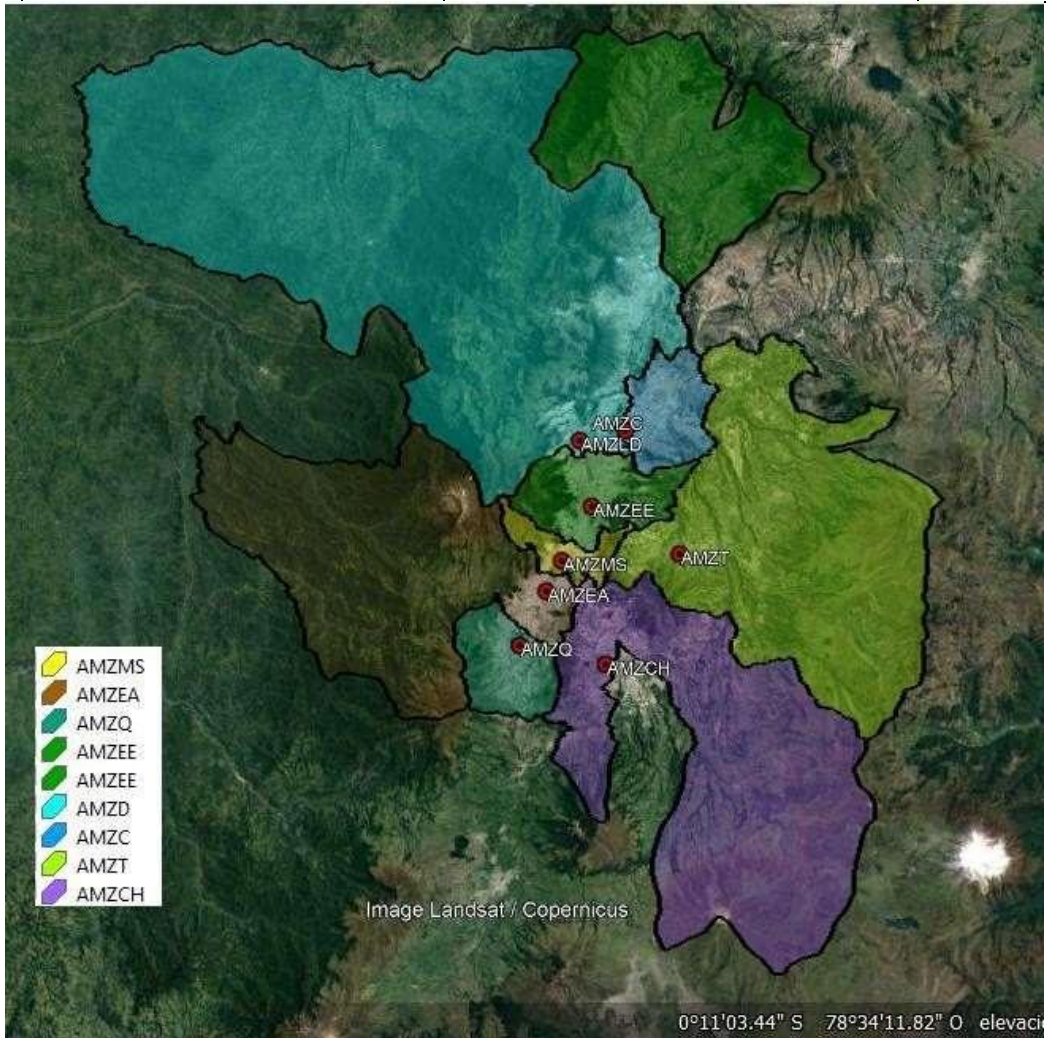 AMZC
AMZLD
AMZEE
AMZT
AMZMS
AMZEA
AMZQ
AMZCH
AMZMS
AMZEA
AMZQ
AMZEE
AMZEE
AMZD
AMZC
AMZT
AMZCH
Image Landsat / Copernicus
0°11'03.44" S 78°34'11.82" O elevació